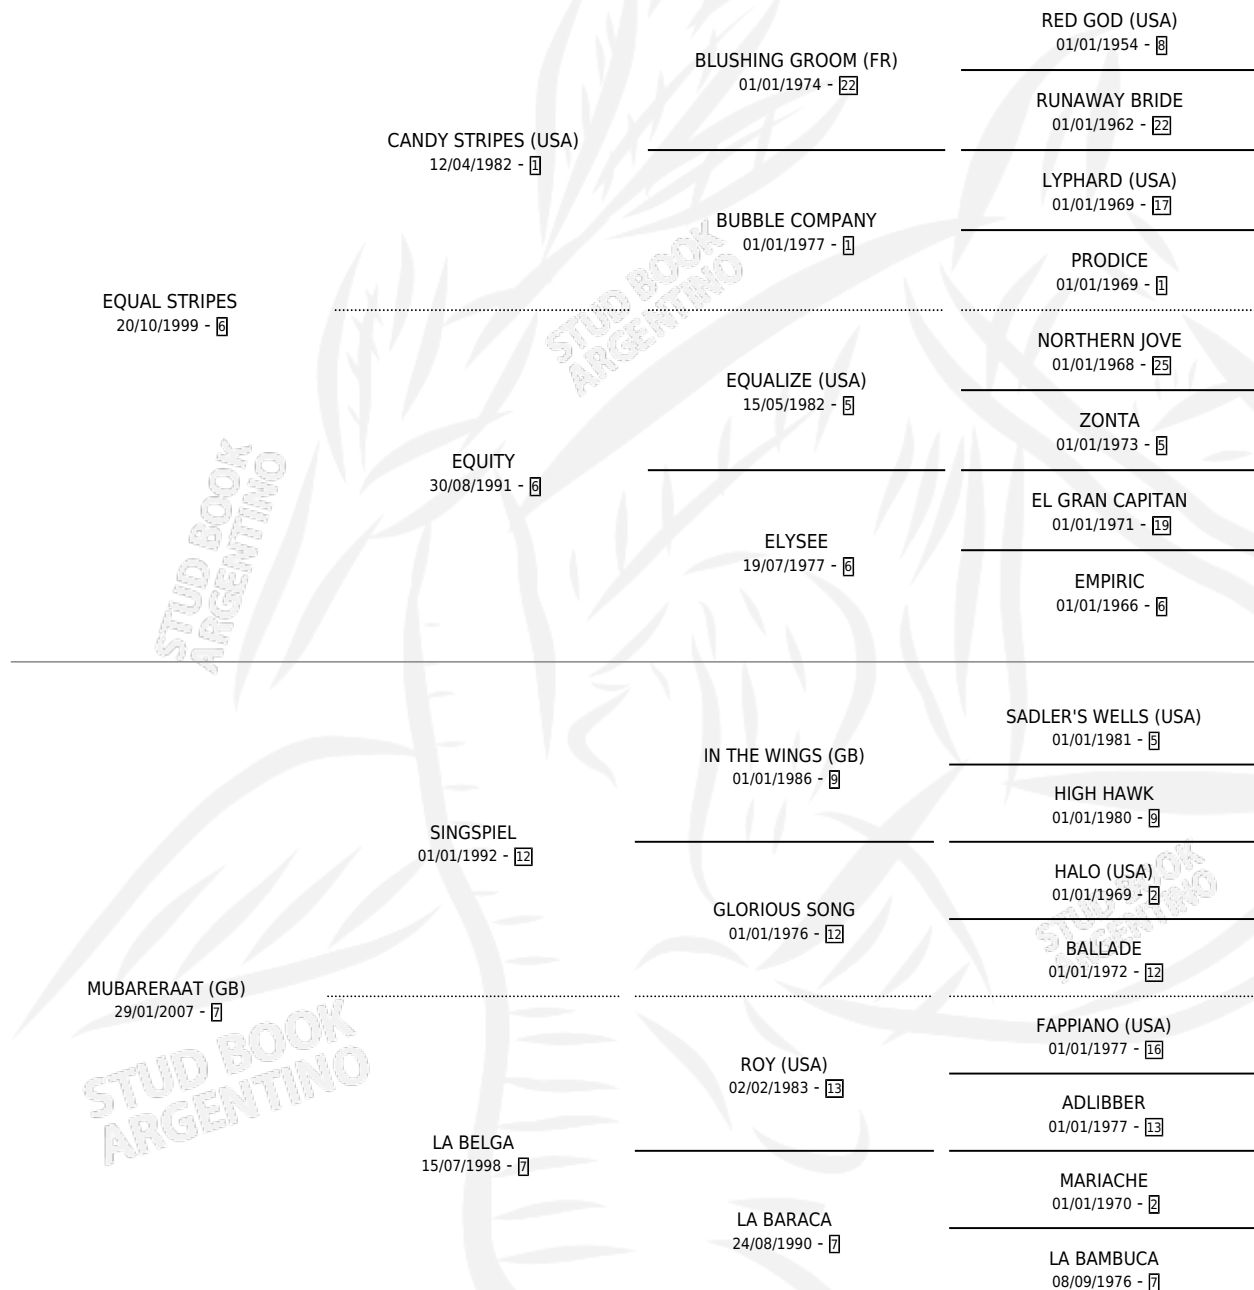 EQUAL STRIPES
20/10/1999 - 6
CANDY STRIPES (USA)
12/04/1982 - 1
BLUSHING GROOM (FR)
01/01/1974 - 22
RED GOD (USA)
01/01/1954 - 8
RUNAWAY BRIDE
01/01/1962 - 22
BUBBLE COMPANY
01/01/1977 - 1
LYPHARD (USA)
01/01/1969 - 17
PRODICE
01/01/1969 - 1
EQUITY
30/08/1991 - 6
EQUALIZE (USA)
15/05/1982 - 5
NORTHERN JOVE
01/01/1968 - 25
ZONTA
01/01/1973 - 5
ELYSEE
19/07/1977 - 6
EL GRAN CAPITAN
01/01/1971 - 19
EMPIRIC
01/01/1966 - 6
MUBARERAAT (GB)
29/01/2007 - 7
SINGSPIEL
01/01/1992 - 12
IN THE WINGS (GB)
01/01/1986 - 9
SADLER'S WELLS (USA)
01/01/1981 - 5
HIGH HAWK
01/01/1980 - 9
GLORIOUS SONG
01/01/1976 - 12
HALO (USA)
01/01/1969 - 2
BALLADE
01/01/1972 - 12
LA BELGA
15/07/1998 - 7
ROY (USA)
02/02/1983 - 13
FAPPIANO (USA)
01/01/1977 - 16
ADLIBBER
01/01/1977 - 13
LA BARACA
24/08/1990 - 7
MARIACHE
01/01/1970 - 2
LA BAMBUCA
08/09/1976 - 7
STUD BOOK
ARGENTINO
STUD BOOK
ARGENTINO
STUD BOOK
ARGENTINO
STUD BOOK
ARGENTINO